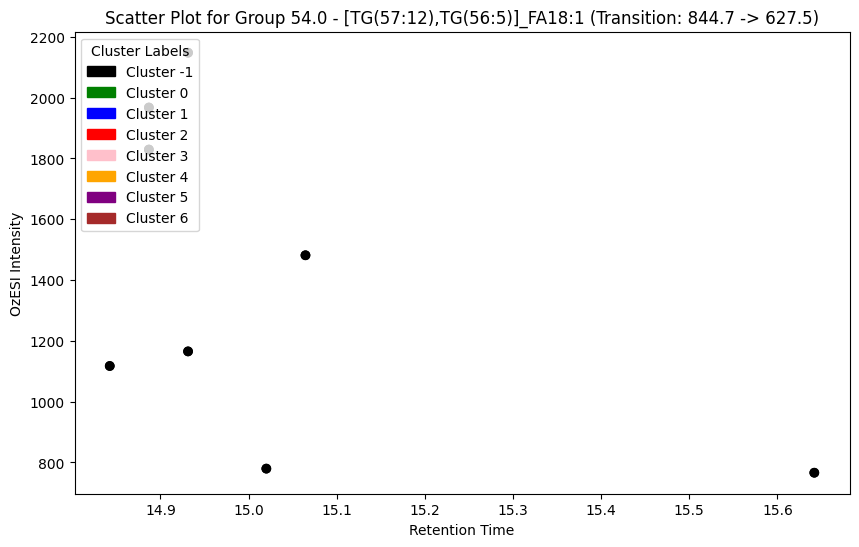 Scatter Plot for Group 54.0 - [TG(57:12),TG(56:5)]_FA18:1 (Transition: 844.7 -> 627.5)
2200
2000
1800
1600
1400
1200
1000
800
OzESI Intensity
Cluster Labels
Cluster -1
Cluster 0
Cluster 1
Cluster 2
Cluster 3
Cluster 4
Cluster 5
Cluster 6
14.9 15.0 15.1 15.2 15.3 15.4 15.5 15.6
Retention Time